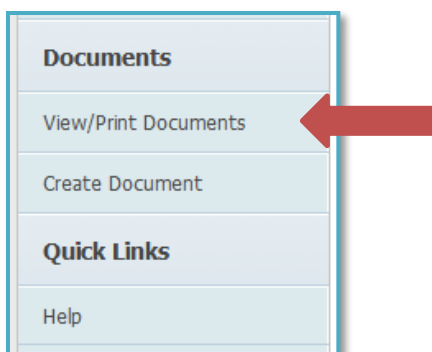 Documents
View/Print Documents
Create Document
Quick Links
Help